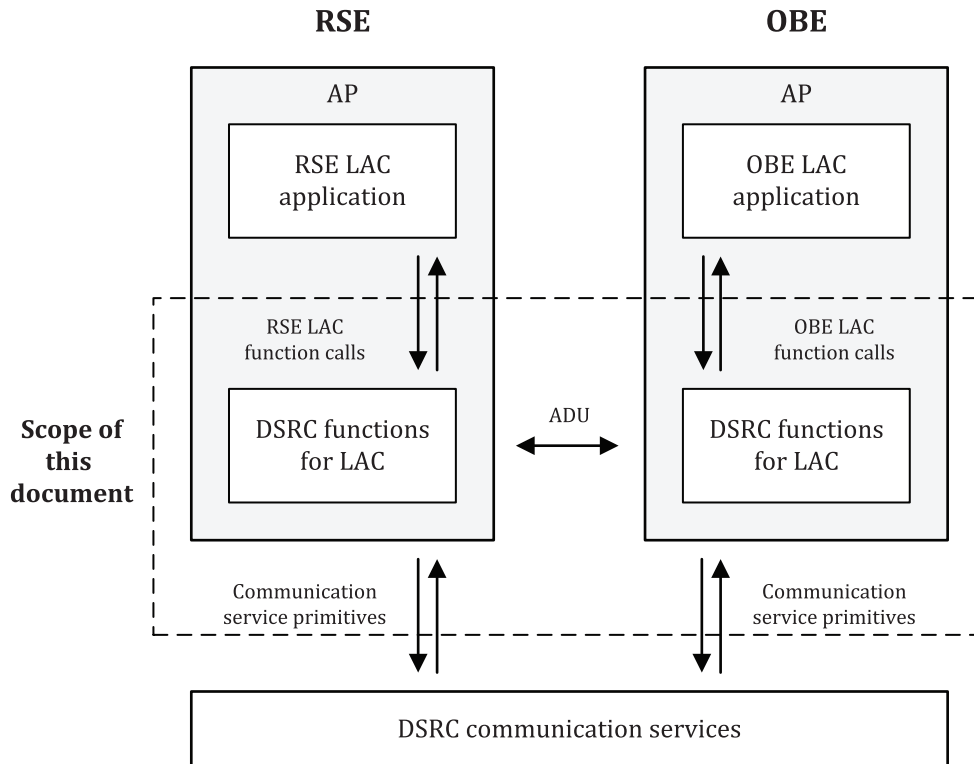 RSE
OBE
AP
AP
RSE LAC
application
OBE LAC
application
RSE LAC
function calls
OBE LAC
function calls
Scope of
this
document
DSRC functions
for LAC
ADU
DSRC functions
for LAC
Communication
service primitives
Communication
service primitives
DSRC communication services